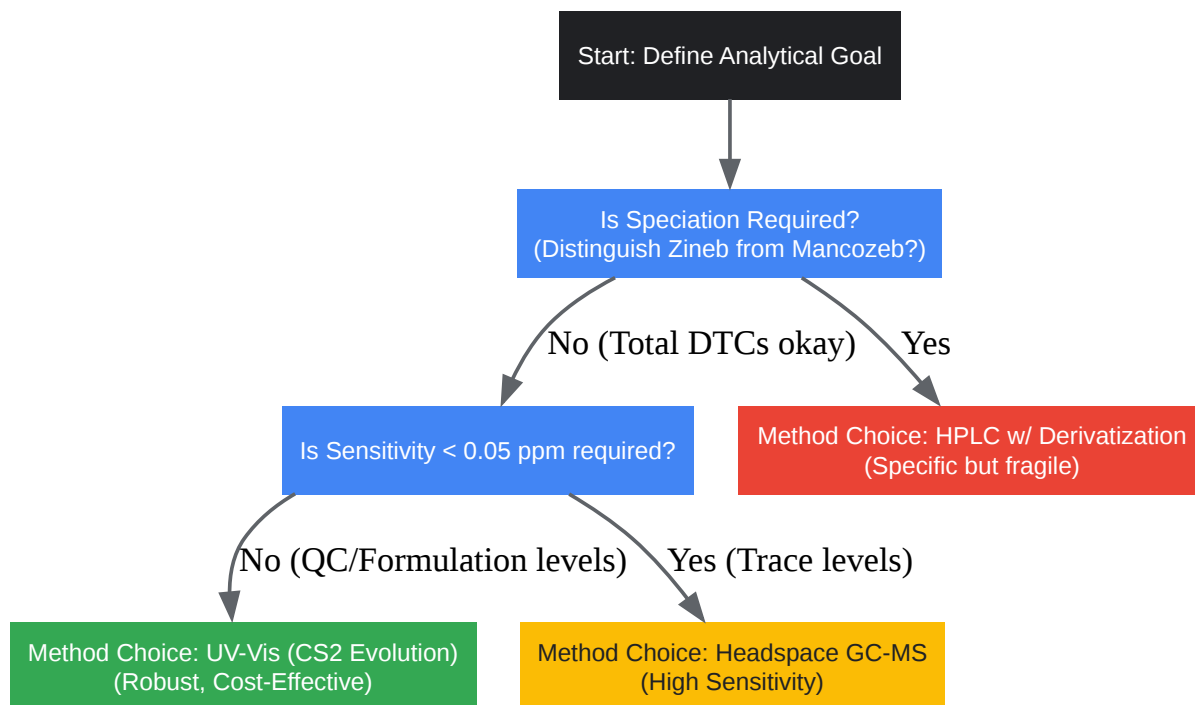 Start: Define Analytical Goal
Is Speciation Required?
(Distinguish Zineb from Mancozeb?)
No (Total DTCs okay)
Yes
Is Sensitivity < 0.05 ppm required?
Method Choice: HPLC w/ Derivatization
(Specific but fragile)
No (QC/Formulation levels)
Yes (Trace levels)
Method Choice: UV-Vis (CS2 Evolution)
(Robust, Cost-Effective)
Method Choice: Headspace GC-MS
(High Sensitivity)